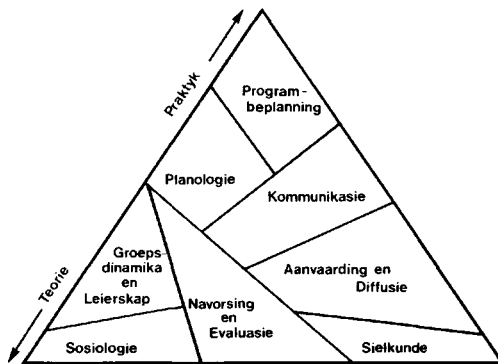 Praktyk
Teorie
Program-
beplanning
Planologie
Kommunikasie
Groeps-
dinamika
en
Leierskap
Aanvaarding en
Diffusie
Navorsing
en
Evaluasie
Sosiologie
Sielkunde